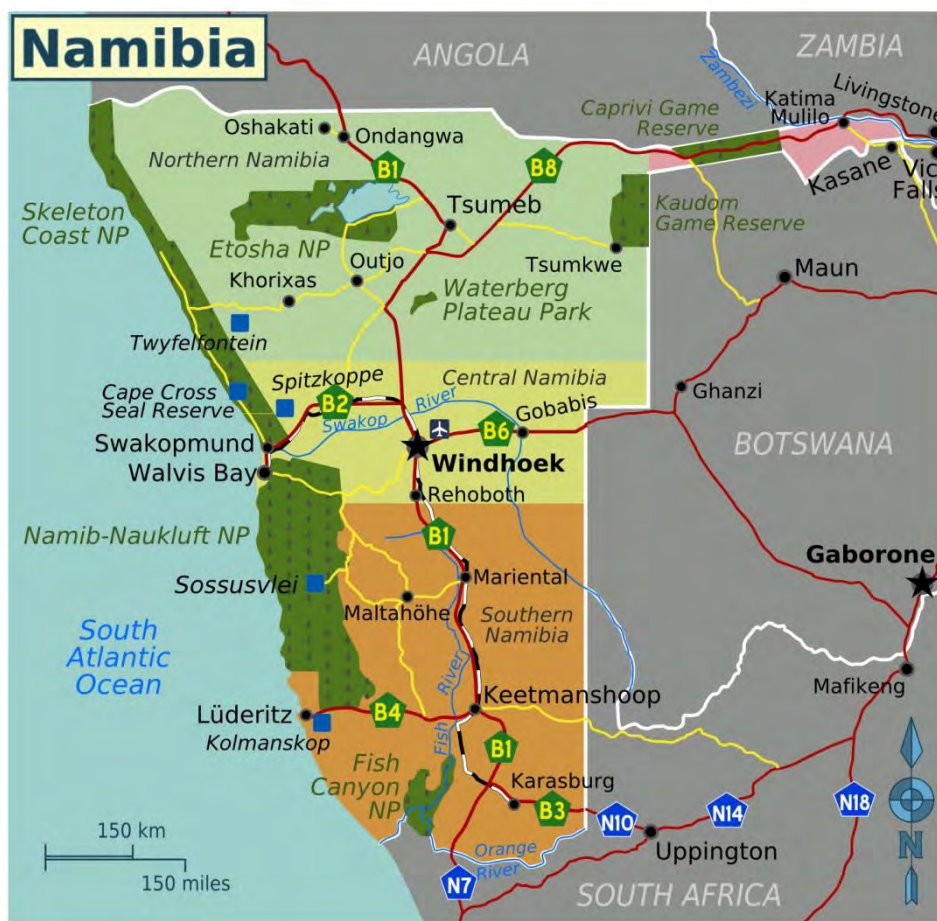 Namibia
ANGOLA
ZAMBIA
Zambezi
Livingstone
Katima
Mulilo
Caprivi Game
Reserve
Oshakati
Ondangwa
Northern Namibia
B1
B8
Kasane
Vic
Falls
Skeleton
Coast NP
Etosha NP
Tsumeb
Kaudom
Game Reserve
Tsumkwe
Outjo
Khorixas
Waterberg
Plateau Park
Maun
Twyfelfontein
Spitzkoppe
Central Namibia
Cape Cross
Seal Reserve
B2
Swakop
River
B6
Gobabis
Ghanzi
Swakopmund
Walvis Bay
Windhoek
BOTSWANA
Rehoboth
Namib-Naukluft NP
B1
Gaborone
Sossusvlei
Mariental
Maltahöhe
Southern
Namibia
South
Atlantic
Ocean
River
Mafikeng
Keetmanshoop
Lüderitz
B4
Kolmanskop
Fish
B1
Fish
Canyon
NP
Karasburg
B3
N10
N14
N18
150 km
150 miles
Orange
River
Uppington
N
N7
SOUTH AFRICA